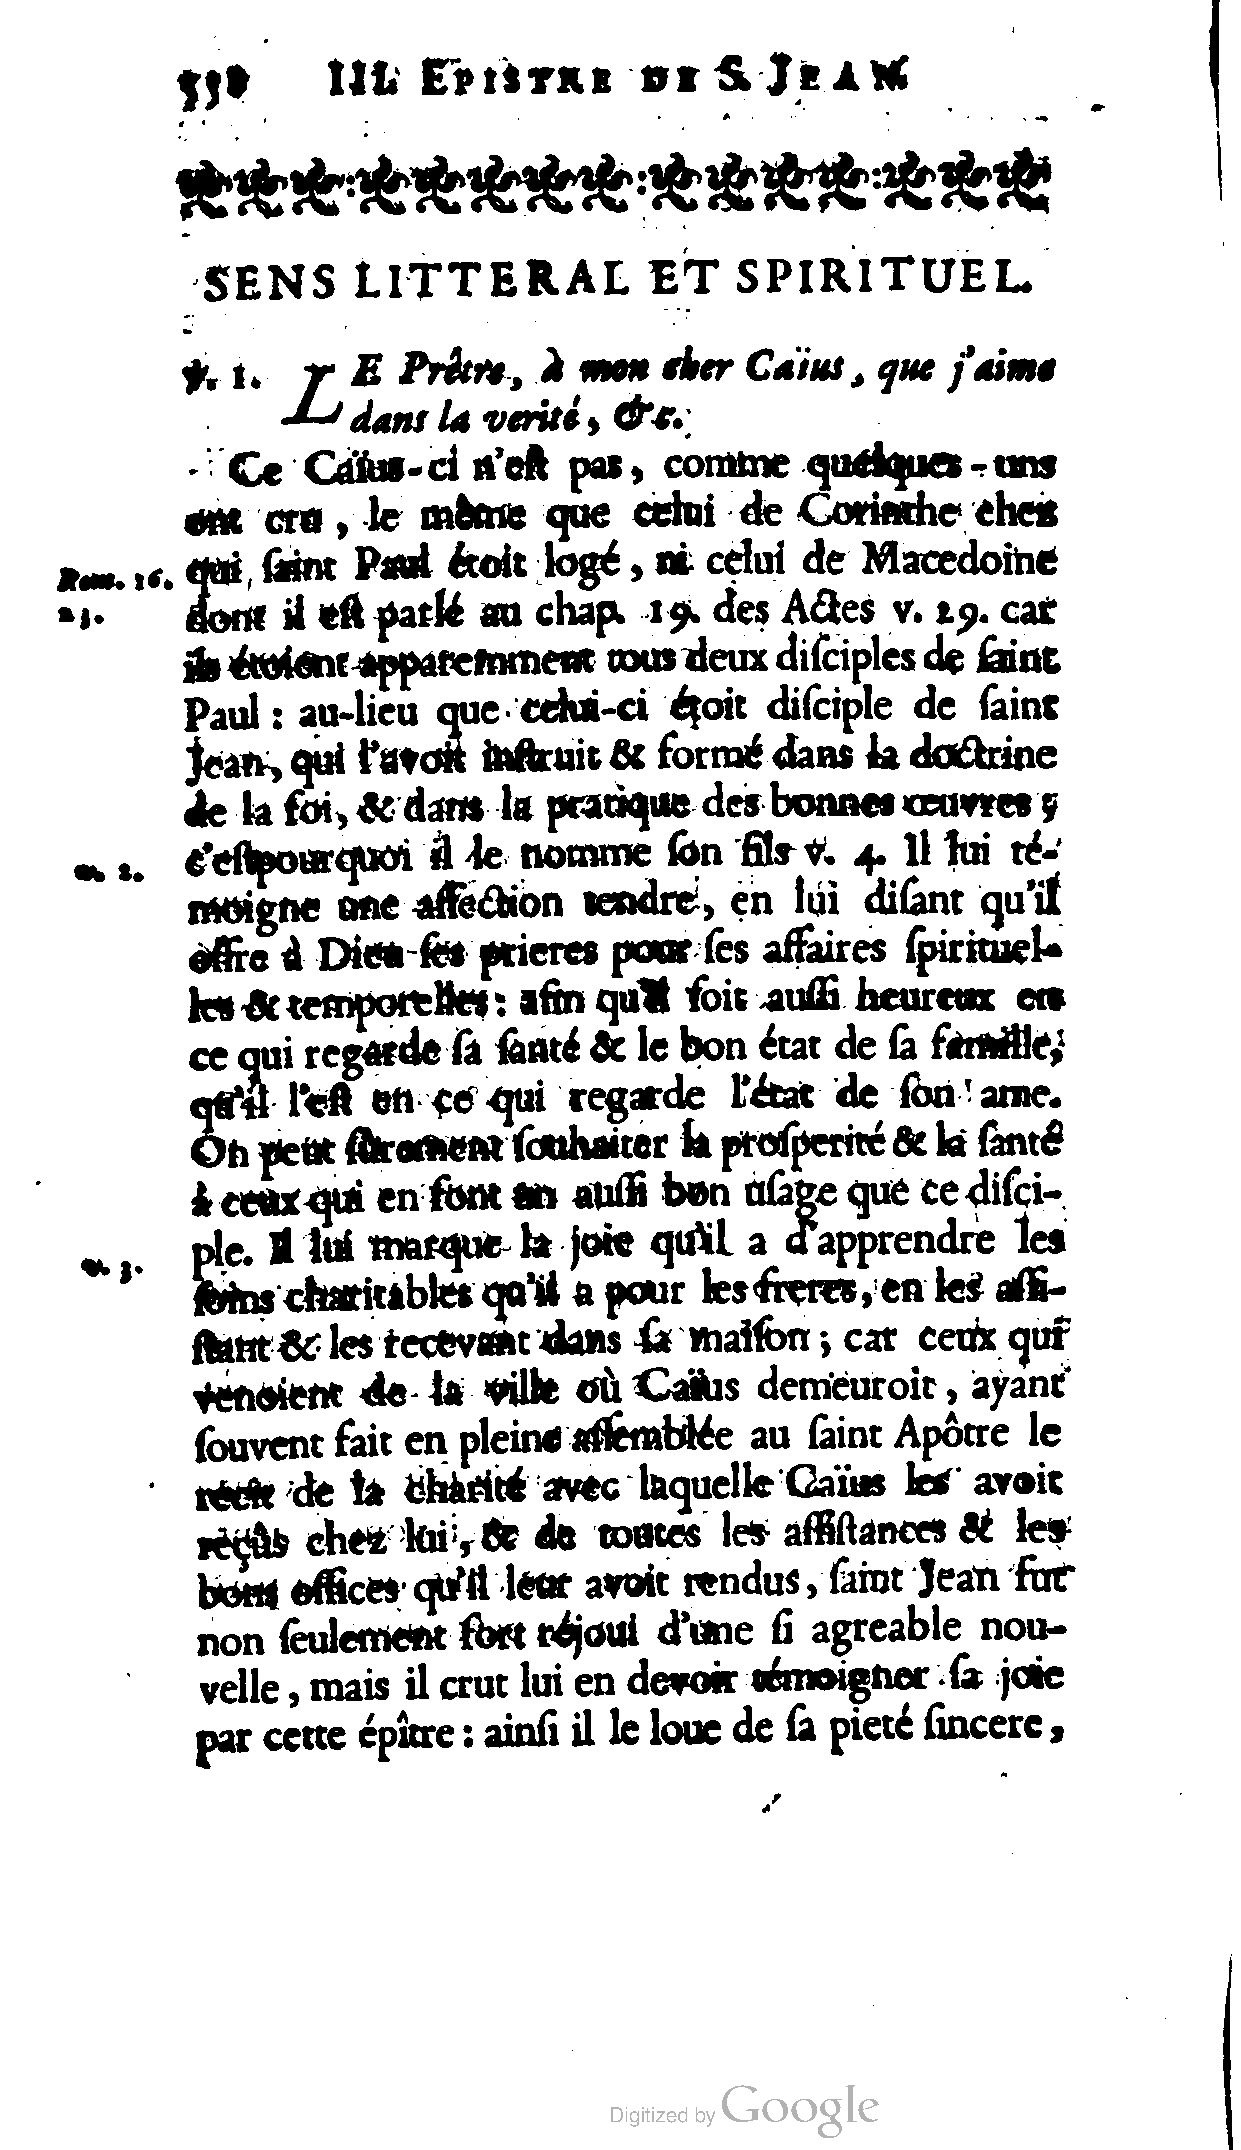 558 III. EPISTRE DE S. JEAN
SENS LITTERAL ET SPIRITUEL.
℣. 1. LE Prêtre, à mon cher Caïus, que j'aime
dans la verité, &c.
Ce Caïus-ci n'eſt pas, comme quelques-uns
ont cru, le même que celui de Corinthe chez
Rom. 16. qui ſaint Paul étoit logé, ni celui de Macedoine
23. dont il eſt parlé au chap. 19. des Actes v. 29. car
ils étoient apparemment tous deux diſciples de ſaint
Paul : au-lieu que celui-ci étoit diſciple de ſaint
Jean, qui l'avoit inſtruit & formé dans la doctrine
de la foi, & dans la pratique des bonnes œuvres ;
v. 2. c'eſtpourquoi il le nomme ſon fils v. 4. Il lui té-
moigne une affection tendre, en lui diſant qu'il
offre à Dieu ſes prieres pour ſes affaires ſpirituel-
les & temporelles : afin qu'il ſoit auſſi heureux en
ce qui regarde ſa ſanté & le bon état de ſa famille,
qu'il l'eſt en ce qui regarde l'état de ſon ame.
On peut ſûrement ſouhaiter la proſperité & la ſanté
à ceux qui en font un auſſi bon uſage que ce diſci-
v. 3. ple. Il lui marque la joie qu'il a d'apprendre les
ſoins charitables qu'il a pour les freres, en les aſſi-
ſtant & les recevant dans ſa maiſon ; car ceux qui
venoient de la ville où Caïus demeuroit, ayant
ſouvent fait en pleine aſſemblée au ſaint Apôtre le
récit de la charité avec laquelle Caïus les avoit
reçûs chez lui, & de toutes les aſſiſtances & les
bons offices qu'il leur avoit rendus, ſaint Jean fut
non ſeulement fort réjoui d'une ſi agreable nou-
velle, mais il crut lui en devoir témoigner ſa joie
par cette épître : ainſi il le loue de ſa pieté ſincere,
Digitized by Google